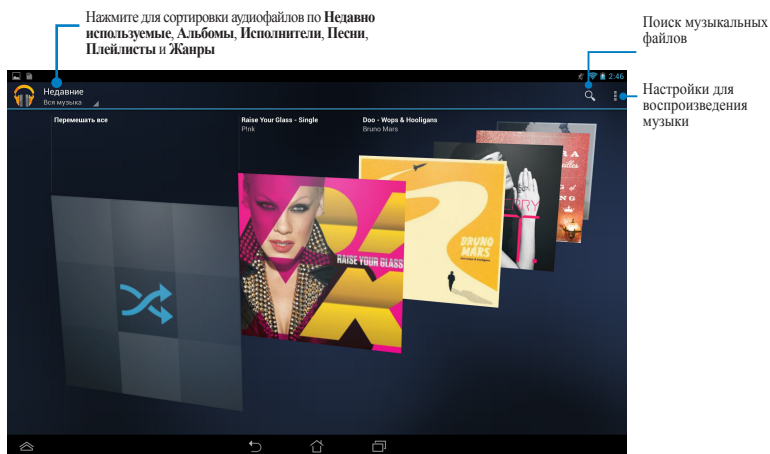 Нажмите для сортировки аудиофайлов по Недавно
используемые, Альбомы, Исполнители, Песни,
Плейлисты и Жанры
Поиск музыкальных
файлов
Настройки для
воспроизведения
музыки
2:46
Недавние
Вся музыка
Перемешать все
Raise Your Glass - Single
P!nk
Doo - Wops & Hooligans
Bruno Mars
RAISE YOUR GLASS
BRUNO
MARS